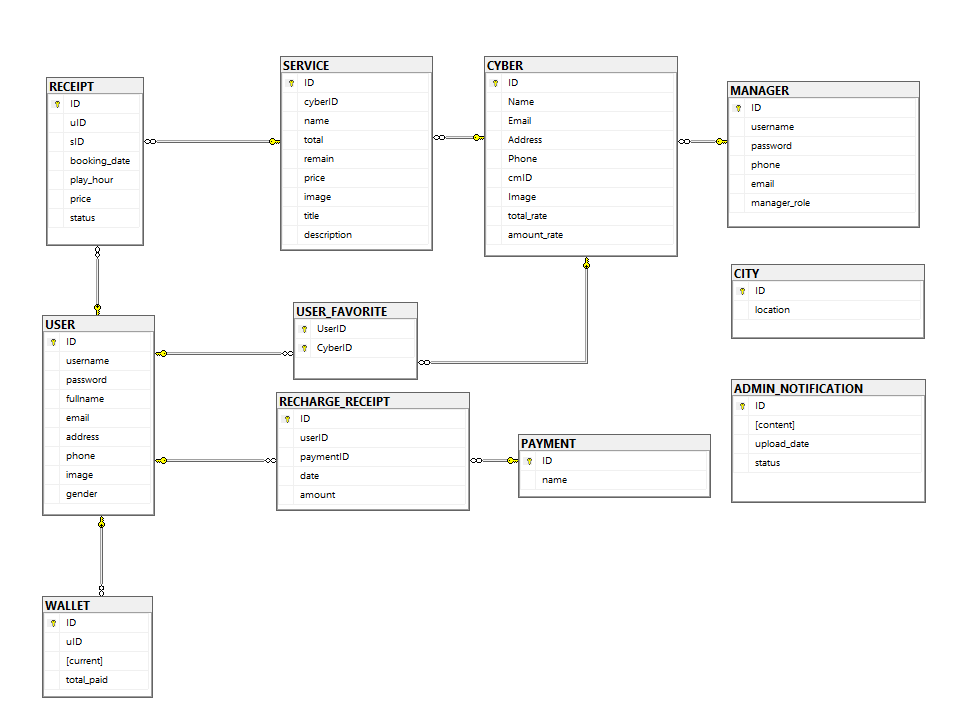 RECEIPT
ID
uID
sID
booking_date
play_hour
price
status
SERVICE
ID
cyberID
name
total
remain
price
image
title
description
CYBER
ID
Name
Email
Address
Phone
cmID
Image
total_rate
amount_rate
MANAGER
ID
username
password
phone
email
manager_role
CITY
ID
location
USER
ID
username
password
fullname
email
address
phone
image
gender
USER_FAVORITE
UserID
CyberID
RECHARGE_RECEIPT
ID
userID
paymentID
date
amount
PAYMENT
ID
name
ADMIN_NOTIFICATION
ID
[content]
upload_date
status
WALLET
ID
uID
[current]
total_paid